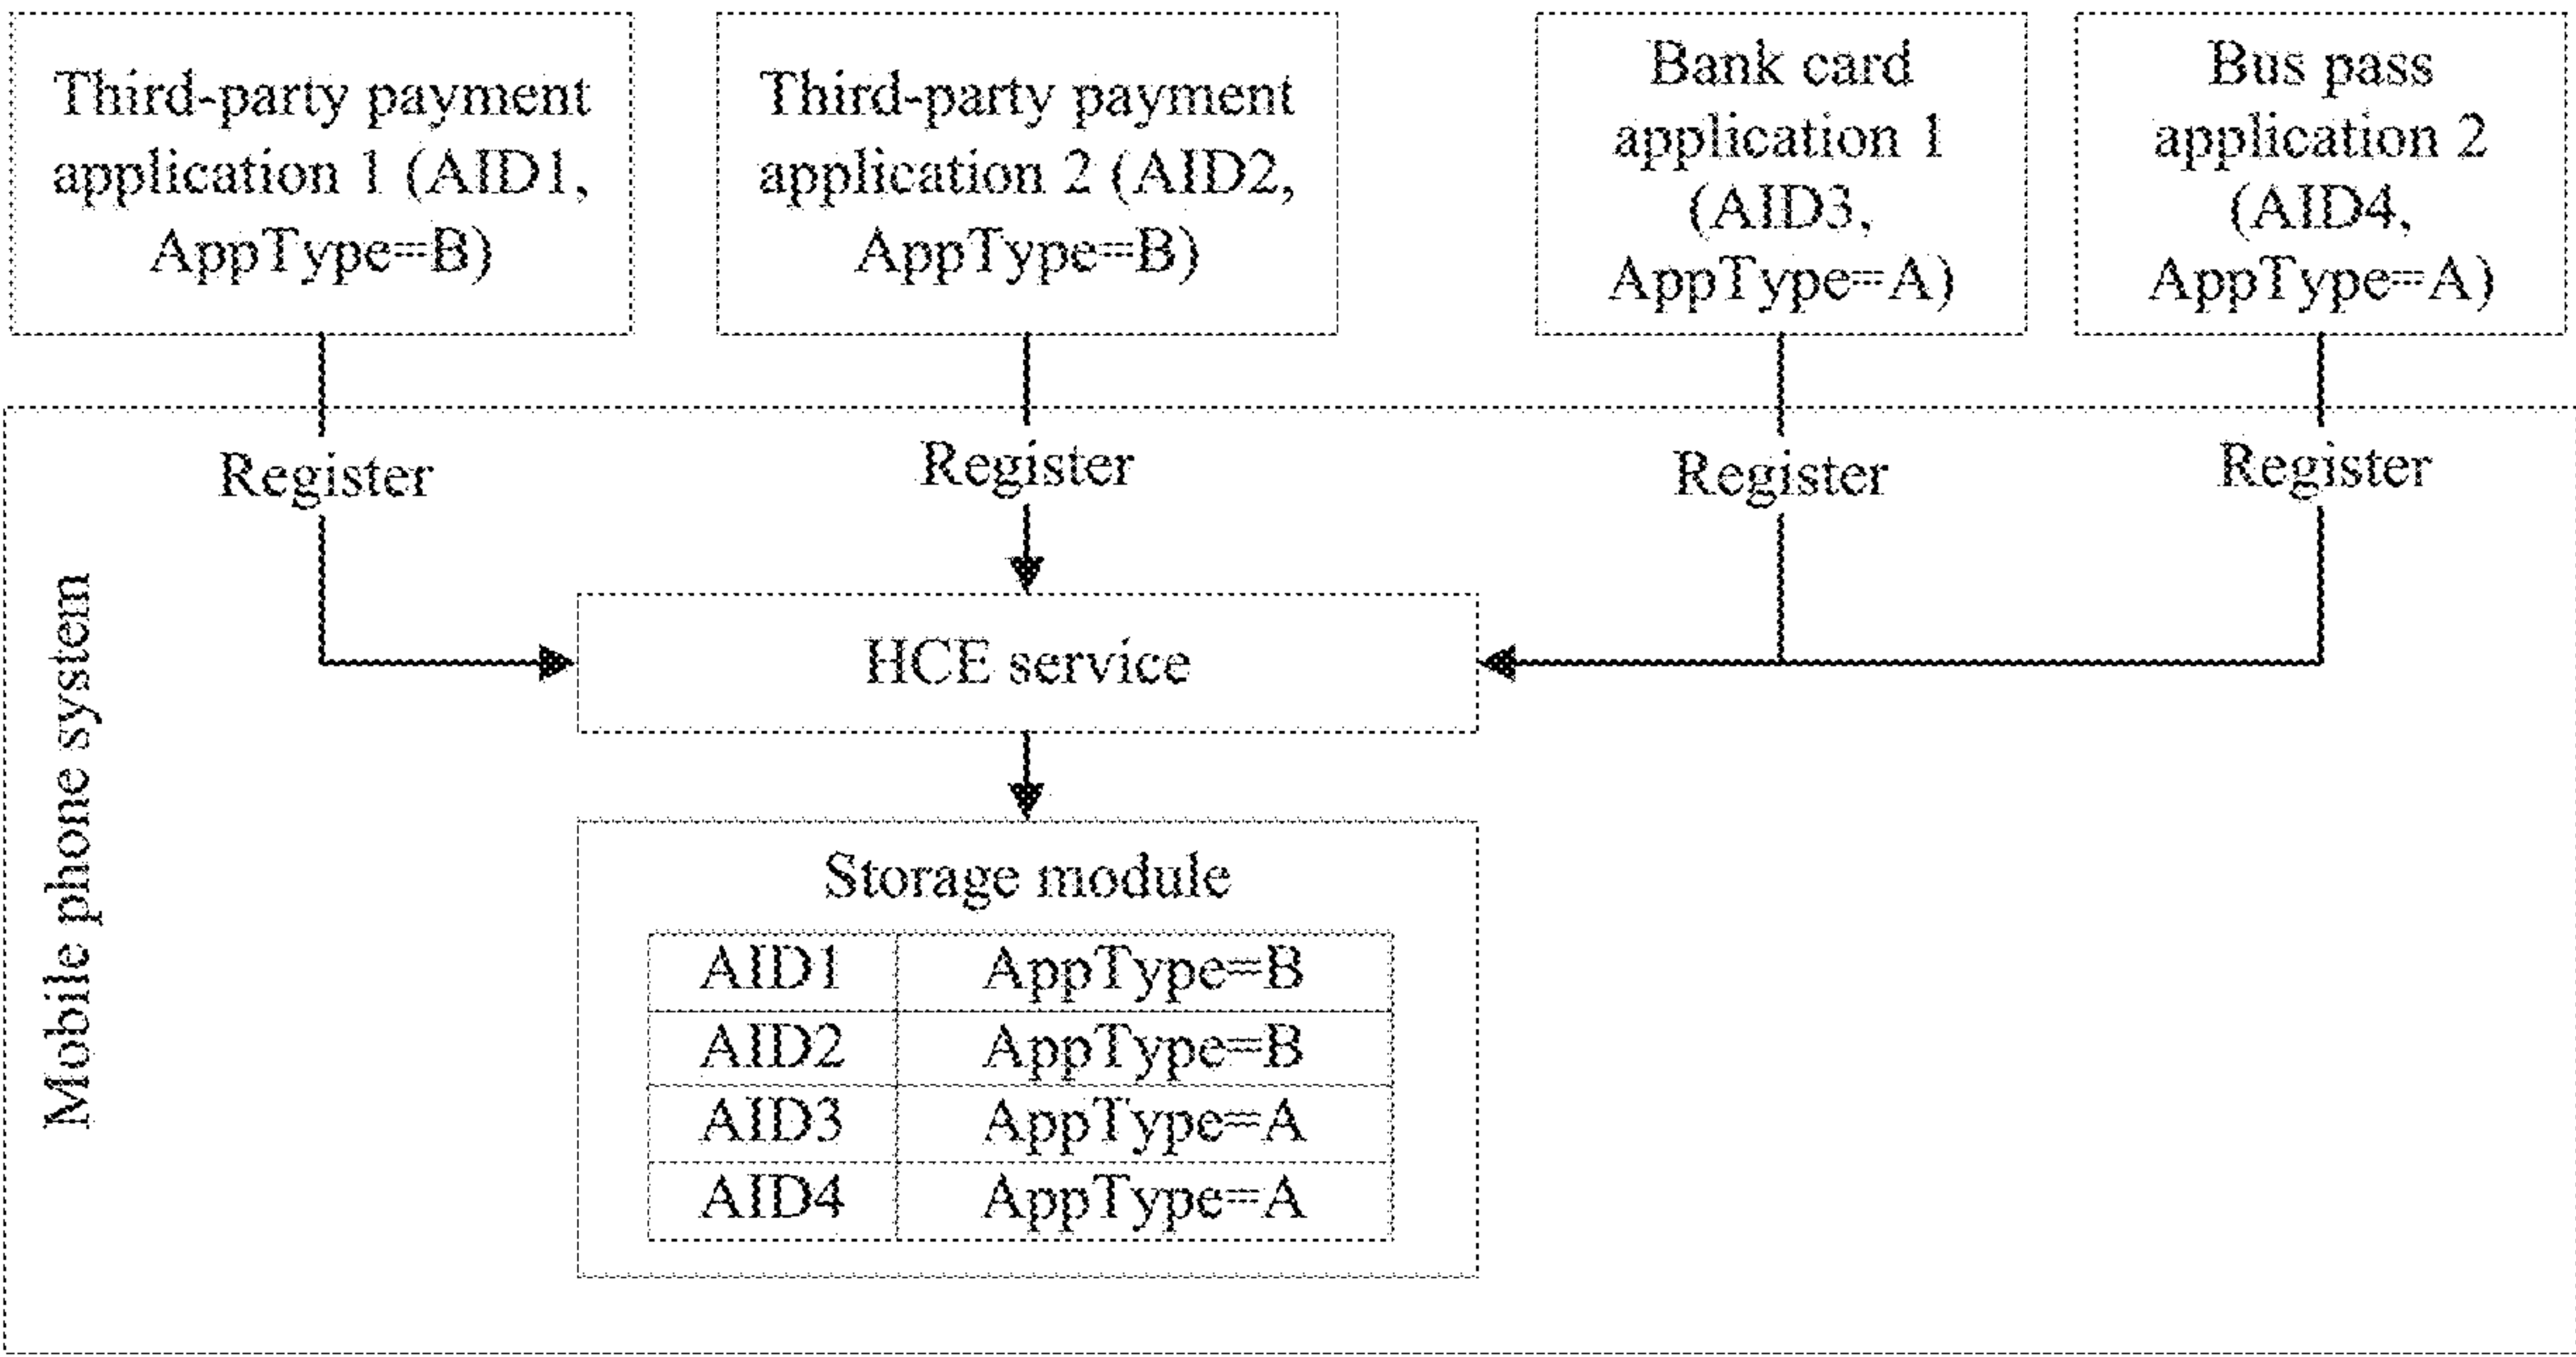 Third-party payment
application 1 (AID1,
AppType=B)
Third-party payment
application 2 (AID2,
AppType=B)
Bank card
application 1
(AID3,
AppType=A)
Bus pass
application 2
(AID4,
AppType=A)
Register
Register
Register
Register
Mobile phone system
HCE service
Storage module
AID1 AppType=B
AID2 AppType=B
AID3 AppType=A
AID4 AppType=A